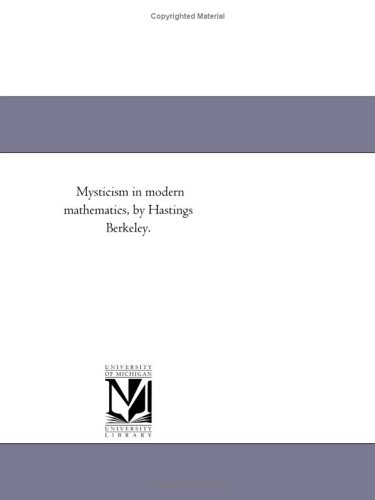 Copyrighted Material
Mysticism in modern
mathematics, by Hastings
Berkeley.
UNIVERSITY
OF MICHIGAN
UNIVERSITY
LIBRARY